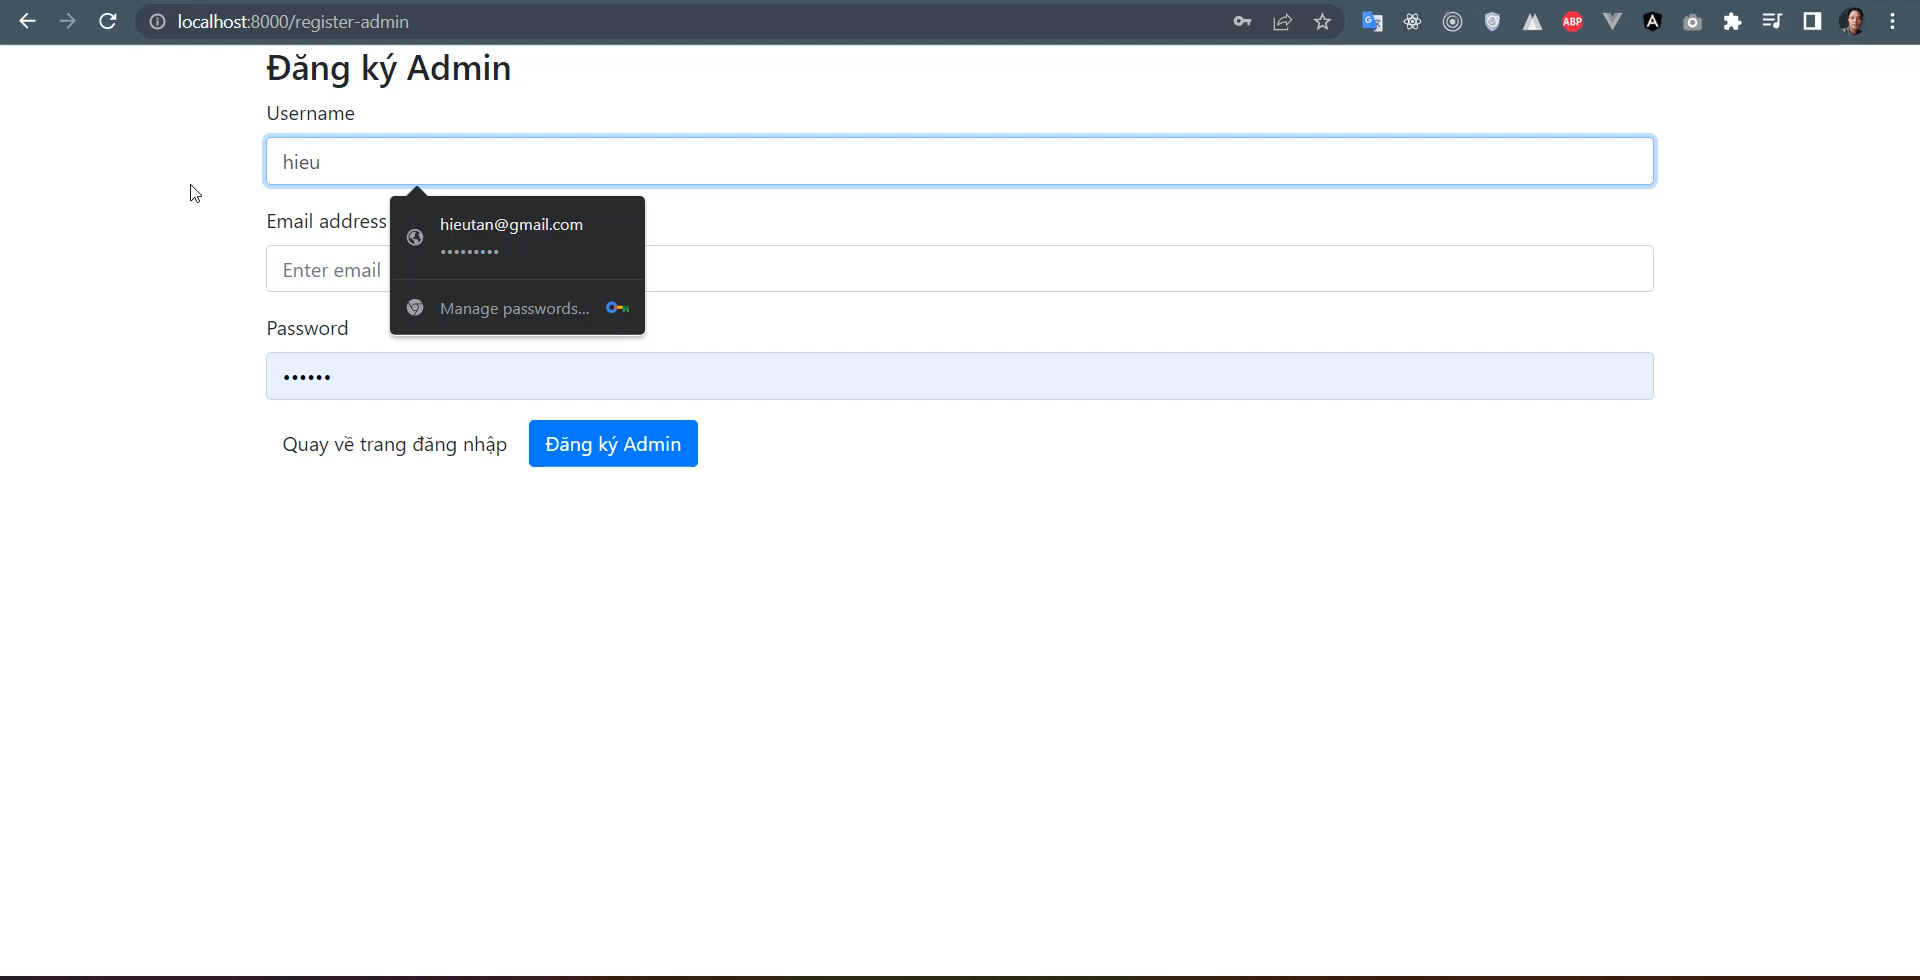 localhost:8000/register-admin
ABP
Đăng ký Admin
Username
hieu
Email address
hieutan@gmail.com
•••••••••
Enter email
Manage passwords...
Password
••••••
Quay về trang đăng nhập
Đăng ký Admin